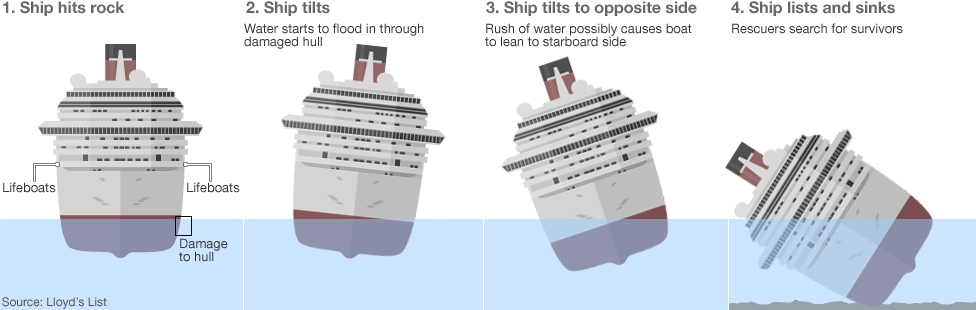 1. Ship hits rock
2. Ship tilts
Water starts to flood in through
damaged hull
3. Ship tilts to opposite side
Rush of water possibly causes boat
to lean to starboard side
4. Ship lists and sinks
Rescuers search for survivors
Lifeboats
Lifeboats
Damage
to hull
Source: Lloyd's List